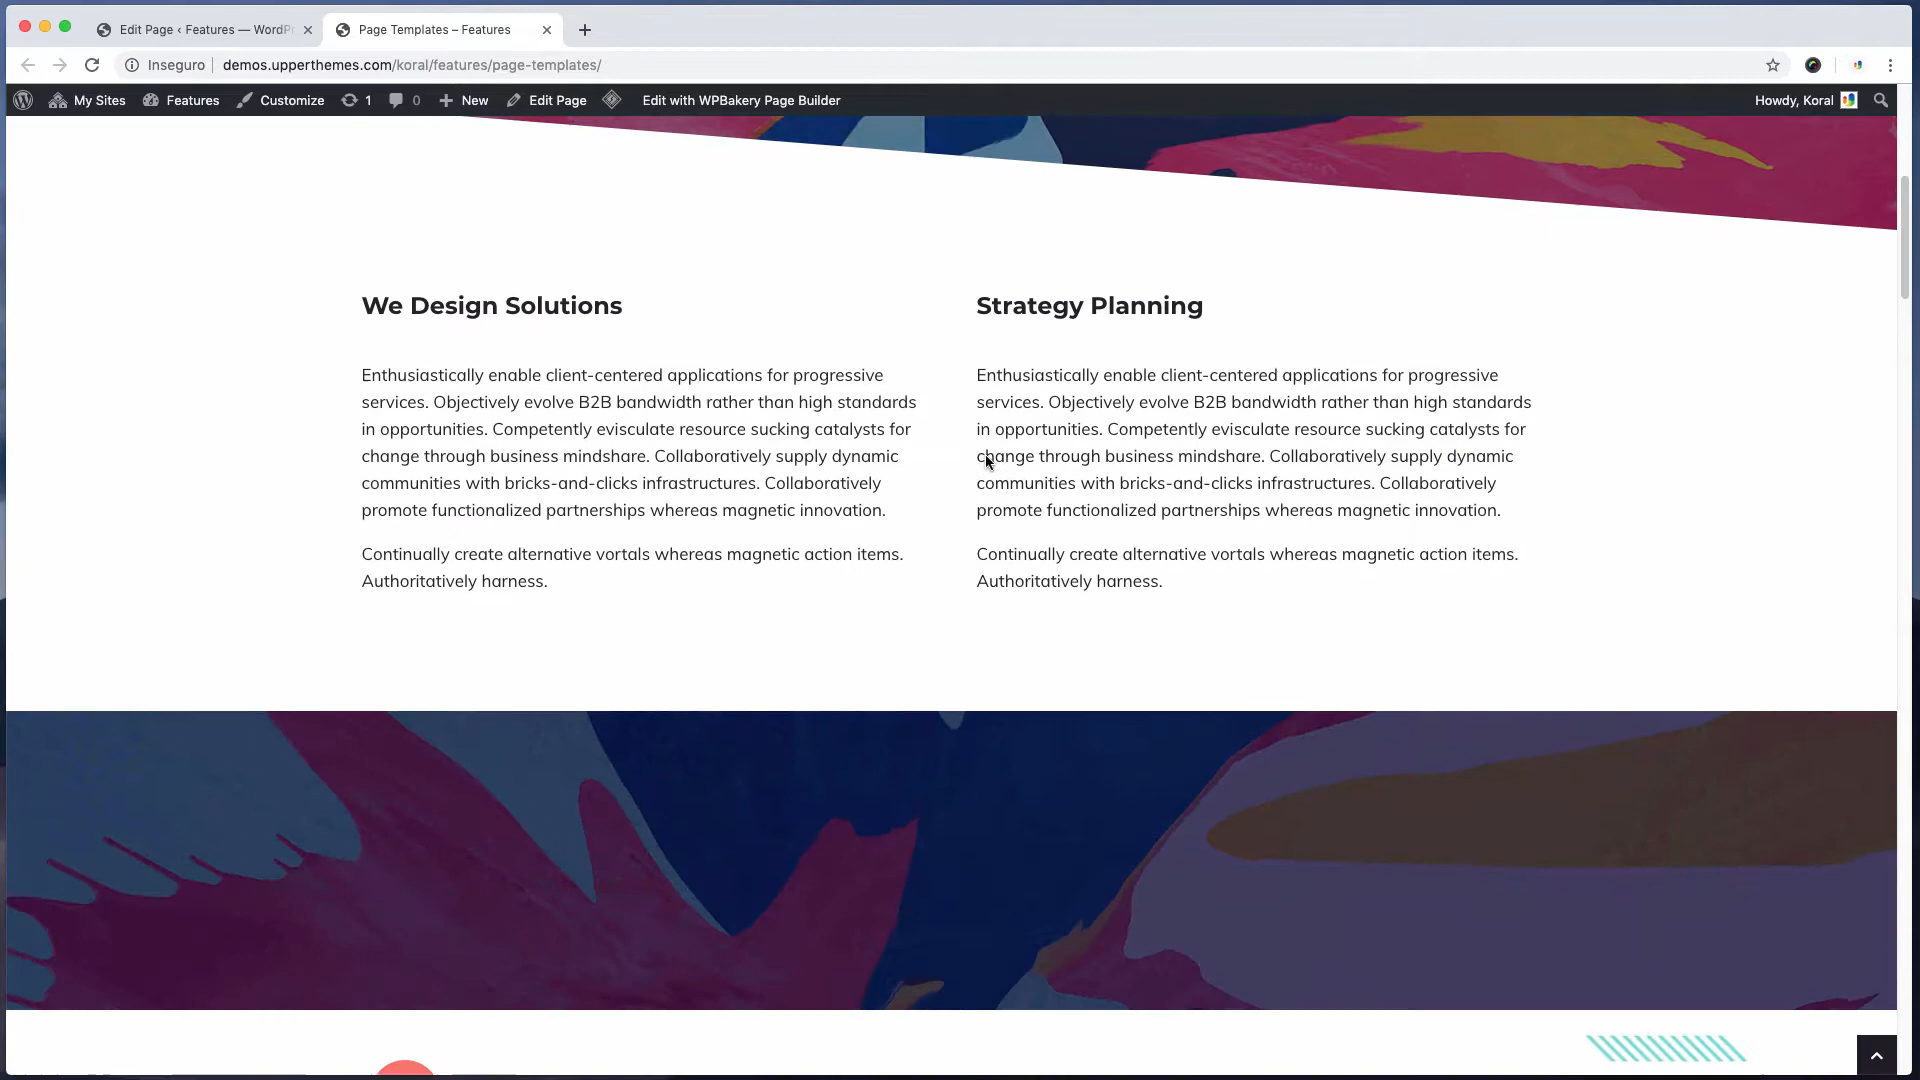 Edit Page ‹ Features — WordP
Page Templates – Features
Inseguro
demos.upperthemes.com/koral/features/page-templates/
My Sites
Features
Customize
1
0
New
Edit Page
Edit with WPBakery Page Builder
Howdy, Koral
We Design Solutions
Enthusiastically enable client-centered applications for progressive
services. Objectively evolve B2B bandwidth rather than high standards
in opportunities. Competently evisculate resource sucking catalysts for
change through business mindshare. Collaboratively supply dynamic
communities with bricks-and-clicks infrastructures. Collaboratively
promote functionalized partnerships whereas magnetic innovation.
Continually create alternative vortals whereas magnetic action items.
Authoritatively harness.
Strategy Planning
Enthusiastically enable client-centered applications for progressive
services. Objectively evolve B2B bandwidth rather than high standards
in opportunities. Competently evisculate resource sucking catalysts for
change through business mindshare. Collaboratively supply dynamic
communities with bricks-and-clicks infrastructures. Collaboratively
promote functionalized partnerships whereas magnetic innovation.
Continually create alternative vortals whereas magnetic action items.
Authoritatively harness.